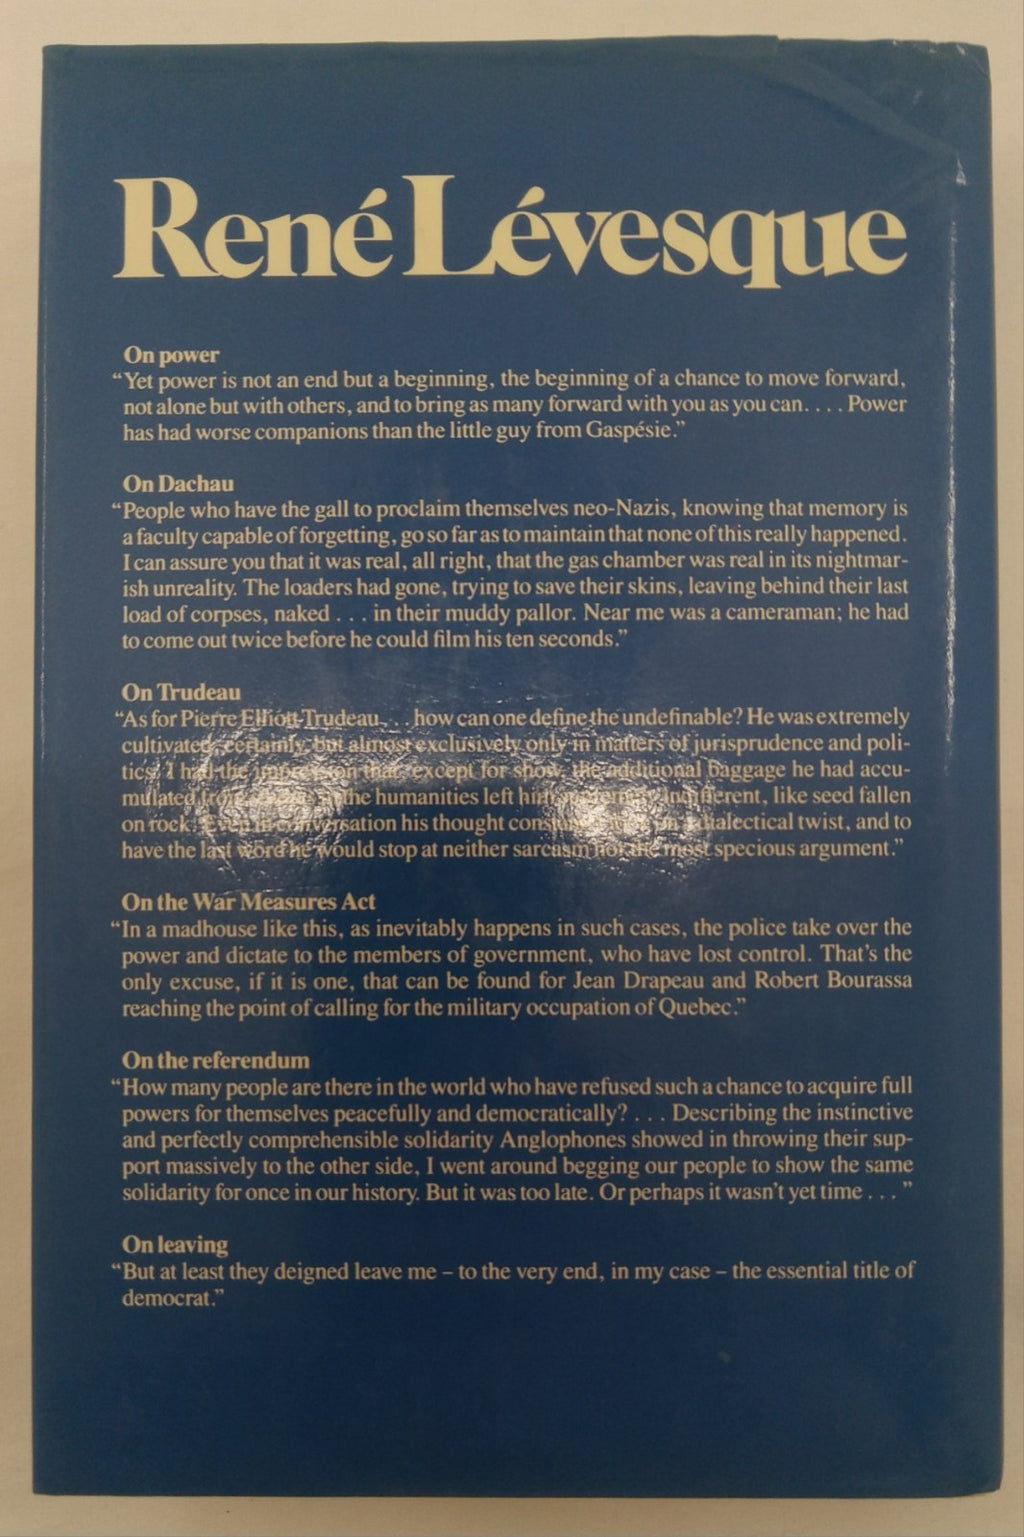 René Lévesque
On power
“Yet power is not an end but a beginning, the beginning of a chance to move forward,
not alone but with others, and to bring as many forward with you as you can. . . . Power
has had worse companions than the little guy from Gaspésie.”
On Dachau
“People who have the gall to proclaim themselves neo-Nazis, knowing that memory is
a faculty capable of forgetting, go so far as to maintain that none of this really happened.
I can assure you that it was real, all right, that the gas chamber was real in its nightmar-
ish unreality. The loaders had gone, trying to save their skins, leaving behind their last
load of corpses, naked . . . in their muddy pallor. Near me was a cameraman; he had
to come out twice before he could film his ten seconds.”
On Trudeau
“As for Pierre Elliott Trudeau. . . how can one define the undefinable? He was extremely
cultivated, certainly, but almost exclusively only in matters of jurisprudence and poli-
tics. I had the impression that, except for show, the additional baggage he had accu-
mulated the humanities left him indifferent, like seed fallen
on rock. Even in conversation his thought dialectical twist, and to
have the last word he would stop at neither sarcasm nor the most specious argument.”
On the War Measures Act
“In a madhouse like this, as inevitably happens in such cases, the police take over the
power and dictate to the members of government, who have lost control. That’s the
only excuse, if it is one, that can be found for Jean Drapeau and Robert Bourassa
reaching the point of calling for the military occupation of Quebec.”
On the referendum
“How many people are there in the world who have refused such a chance to acquire full
powers for themselves peacefully and democratically? . . . Describing the instinctive
and perfectly comprehensible solidarity Anglophones showed in throwing their sup-
port massively to the other side, I went around begging our people to show the same
solidarity for once in our history. But it was too late. Or perhaps it wasn’t yet time . . . ”
On leaving
“But at least they deigned leave me – to the very end, in my case – the essential title of
democrat.”